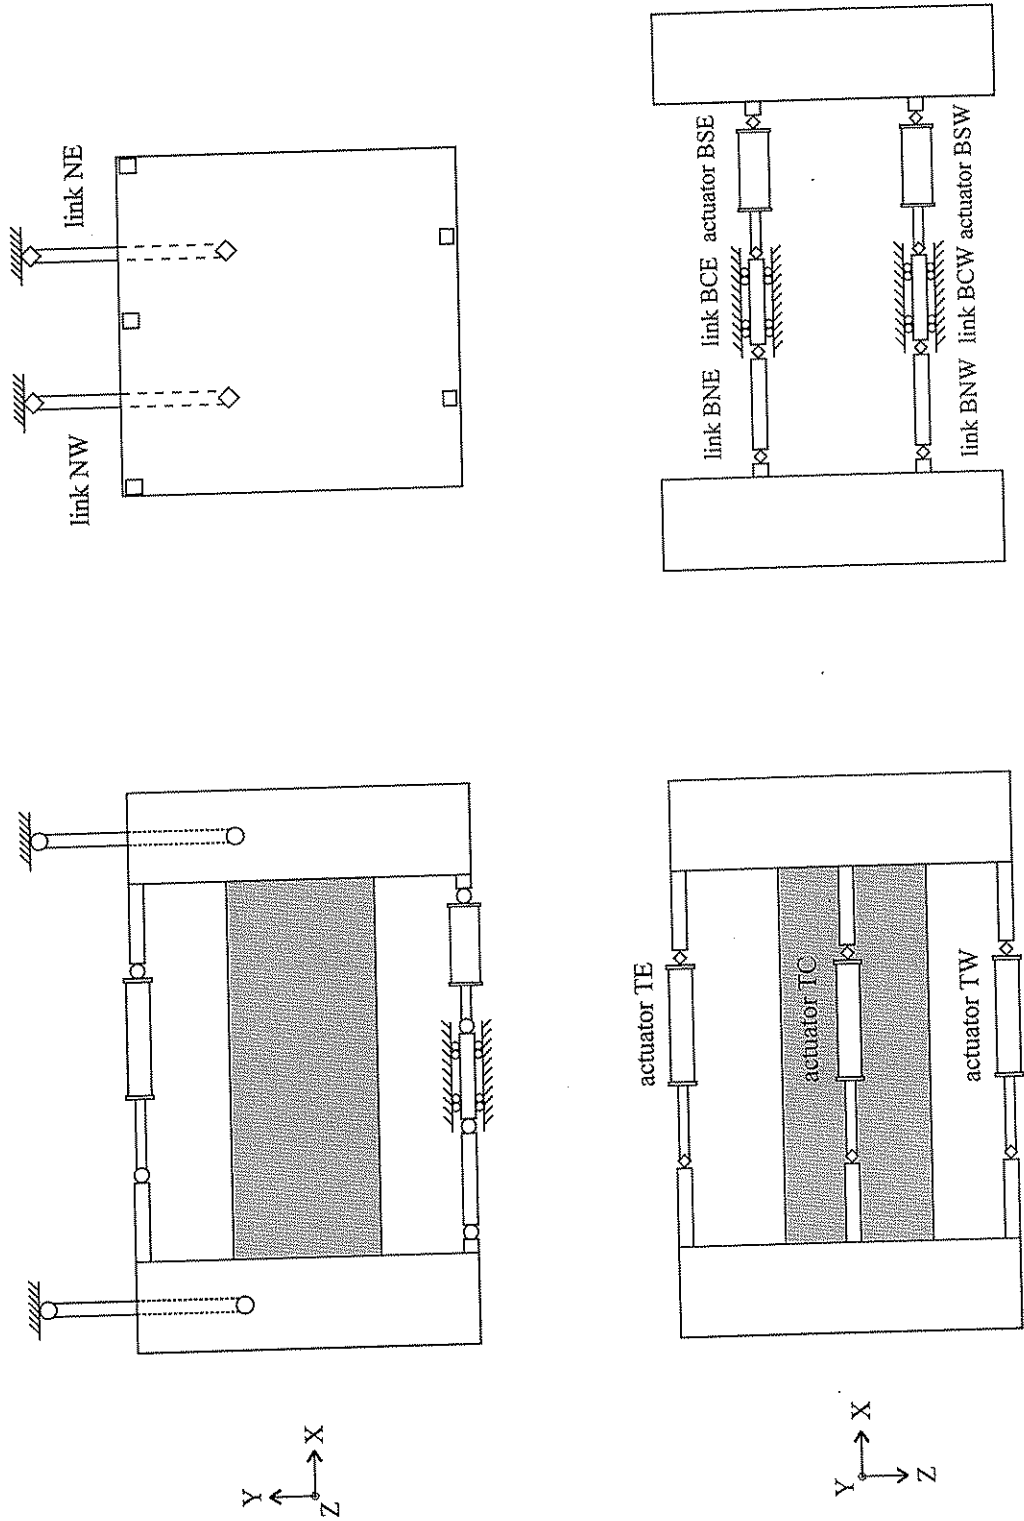 link NW
link NE
link BNE
link BCE
actuator BSE
link BNW
link BCW
actuator BSW
Y
X
Z
actuator TE
actuator TC
actuator TW
Y
X
Z